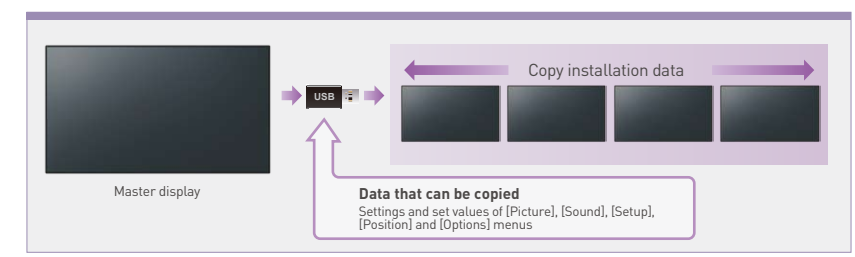 Copy installation data
USB
Master display
Data that can be copied
Settings and set values of [Picture], [Sound], [Setup],
[Position] and [Options] menus